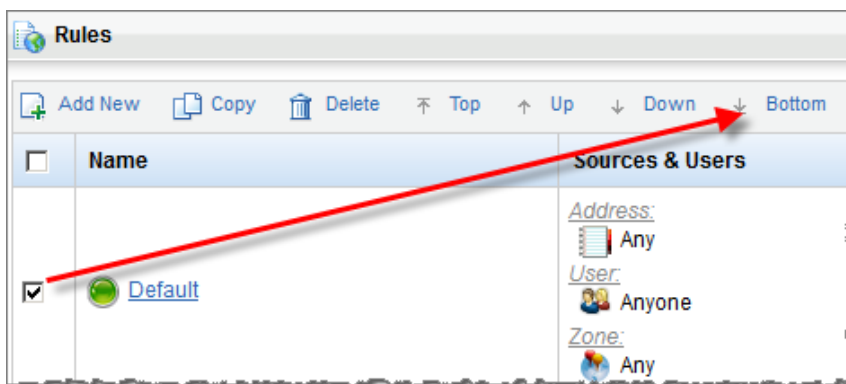 Rules
Add New Copy Delete Top Up Down Bottom
Name Sources & Users
Address:
Any
Default
User:
Anyone
Zone:
Any